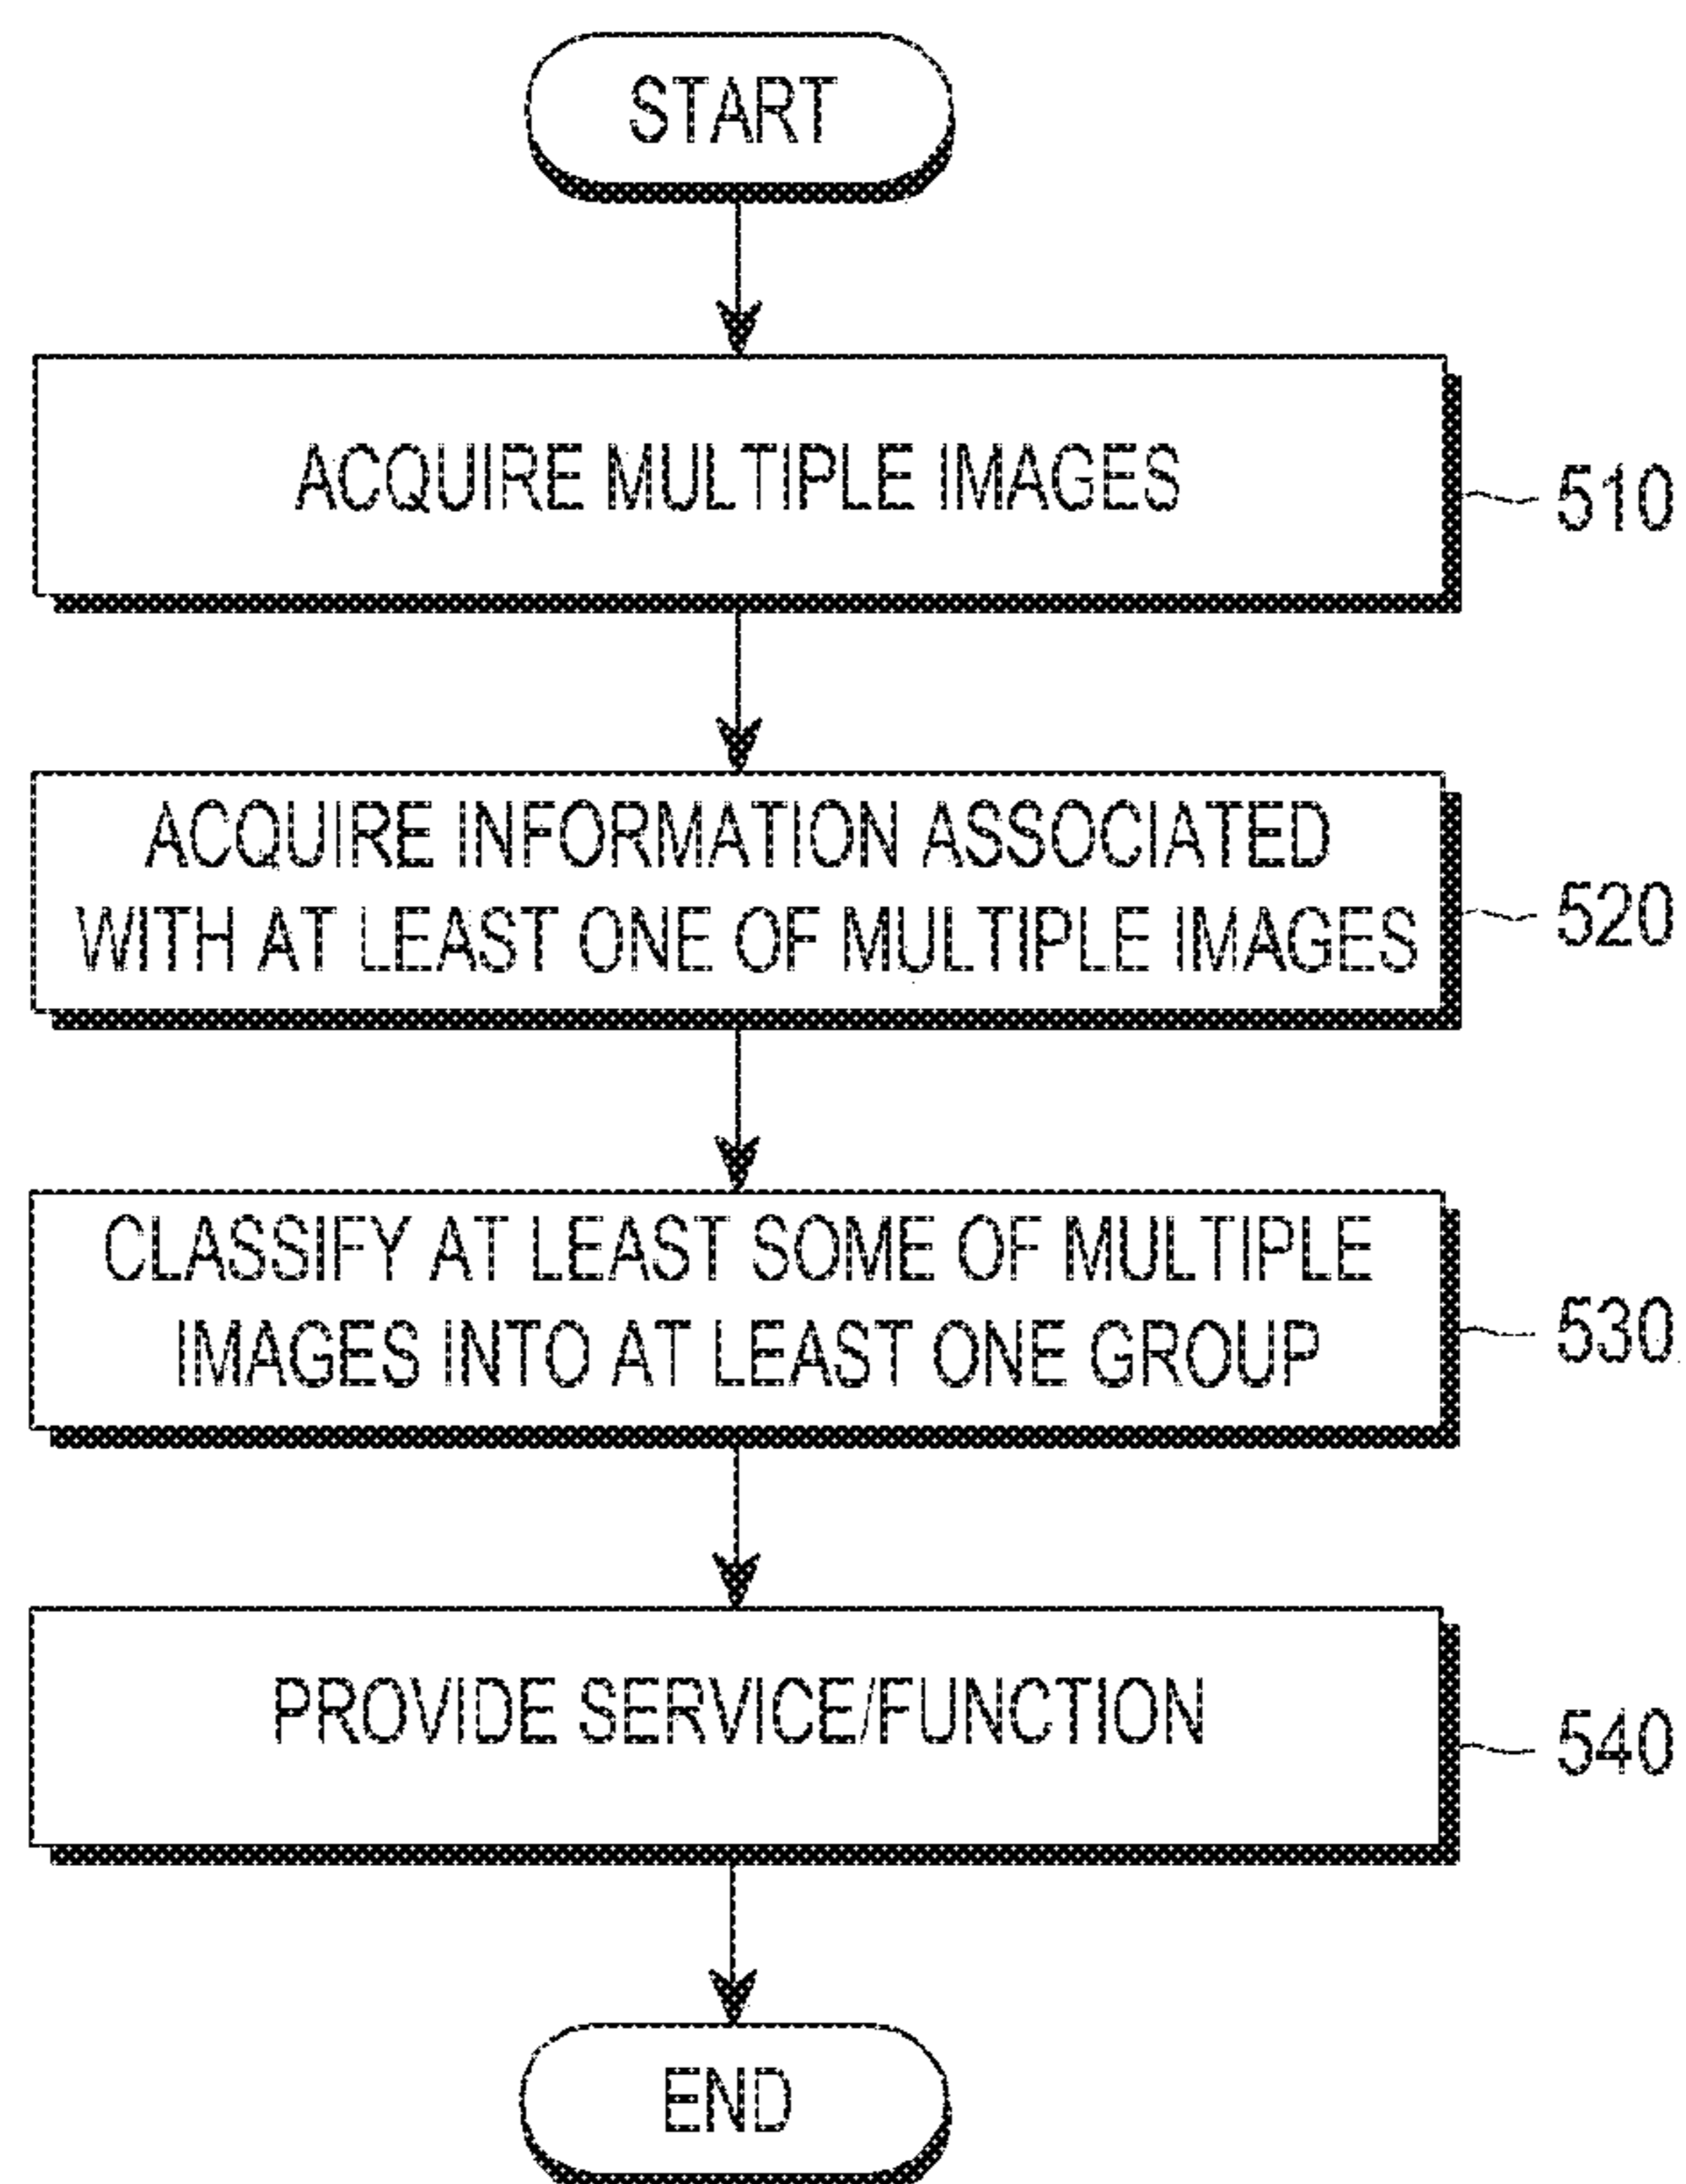 START
ACQUIRE MULTIPLE IMAGES
510
ACQUIRE INFORMATION ASSOCIATED
WITH AT LEAST ONE OF MULTIPLE IMAGES
520
CLASSIFY AT LEAST SOME OF MULTIPLE
IMAGES INTO AT LEAST ONE GROUP
530
PROVIDE SERVICE/FUNCTION
540
END